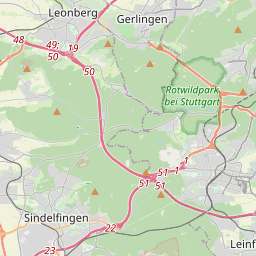 Leonberg
Gerlingen
48
49;
19
50
50
Rotwildpark
bei Stuttgart
51
1
1
51
51
Sindelfingen
22
23
Leinf